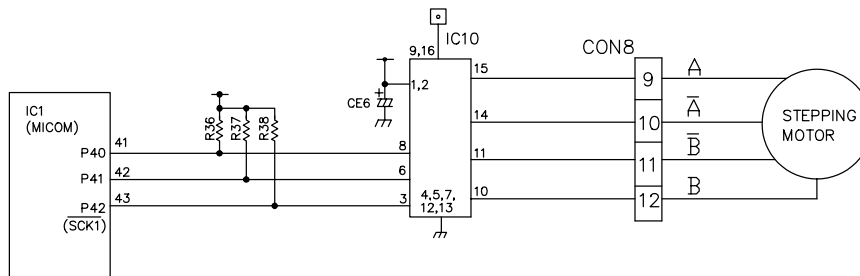 IC1
(MICOM)
P40
P41
P42
(SCK1)
41
42
43
R36
R37
R38
CE6
+
9,16
IC10
1,2
8
6
3
4,5,7,
12,13
15
14
11
10
CON8
9
10
11
12
A
A̅
B̅
B
STEPPING
MOTOR